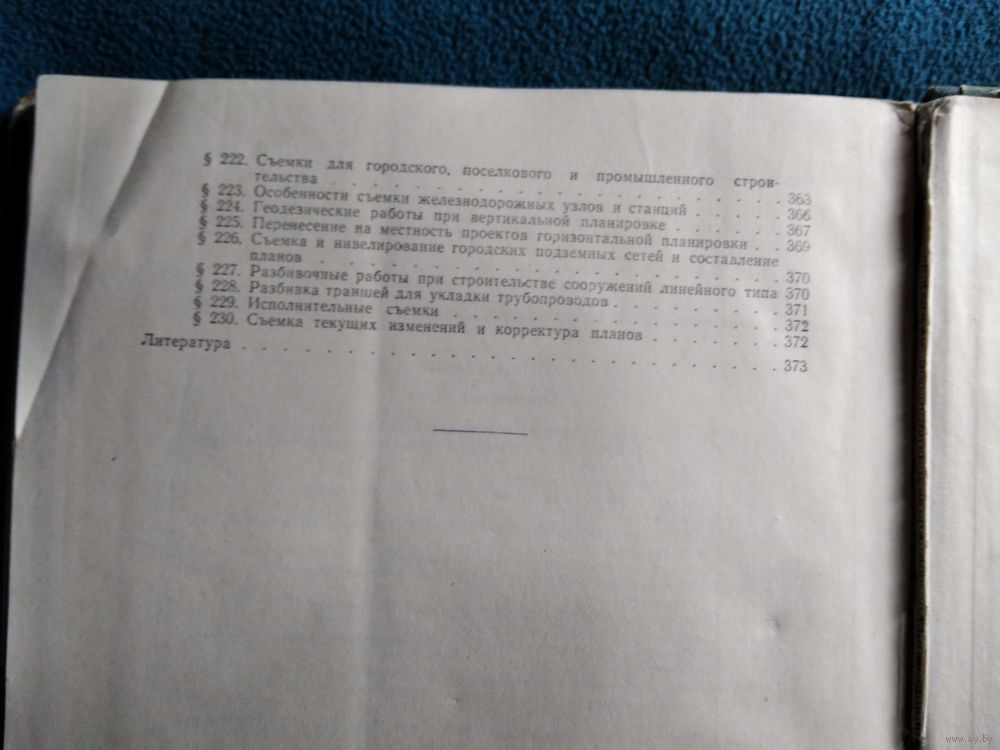 § 222. Съемки для городского, поселкового и промышленного строи-
тельства . . . . . . . . . . . . . . . . . . . 363
§ 223. Особенности съемки железнодорожных узлов и станций . . . . . 366
§ 224. Геодезические работы при вертикальной планировке . . . . . . 367
§ 225. Перенесение на местность проектов горизонтальной планировки . . 369
§ 226. Съемка и нивелирование городских подземных сетей и составление
планов . . . . . . . . . . . . . . . . . . . . 370
§ 227. Разбивочные работы при строительстве сооружений линейного типа 370
§ 228. Разбивка траншей для укладки трубопроводов . . . . . . . . 371
§ 229. Исполнительные съемки . . . . . . . . . . . . . . . 372
§ 230. Съемка текущих изменений и корректура планов . . . . . . . 372
Литература . . . . . . . . . . . . . . . . . . . . . . . . . 373
www.ay.by